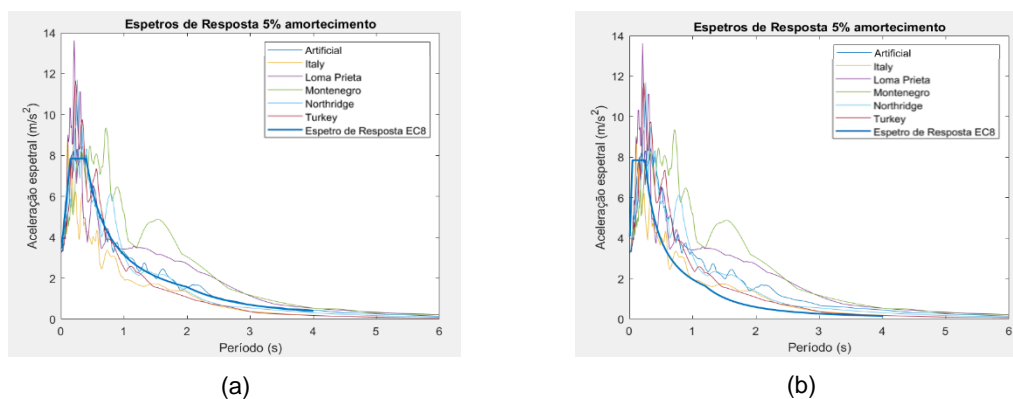 Espetros de Resposta 5% amortecimento
14
12
10
8
6
4
2
0
Aceleração espetral (m/s²)
Artificial
Italy
Loma Prieta
Montenegro
Northridge
Turkey
Espetro de Resposta EC8
0 1 2 3 4 5 6
Período (s)
(a)
Espetros de Resposta 5% amortecimento
14
12
10
8
6
4
2
0
Aceleração espetral (m/s²)
Artificial
Italy
Loma Prieta
Montenegro
Northridge
Turkey
Espetro de Resposta EC8
0 1 2 3 4 5 6
Período (s)
(b)